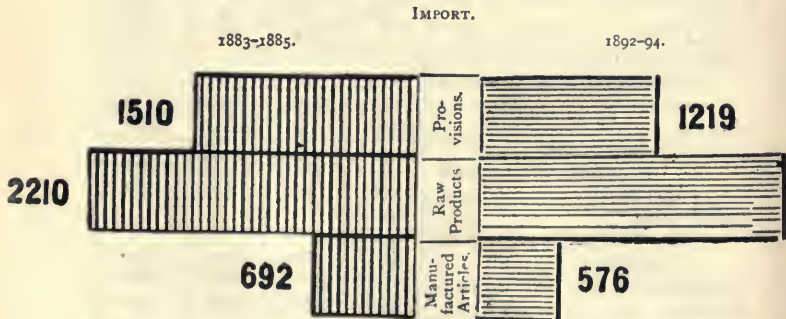 IMPORT.
1883-1885. 1892-94.
1510
Pro-
visions.
1219
2210
Raw
Products
692
Manu-
factured
Articles.
576